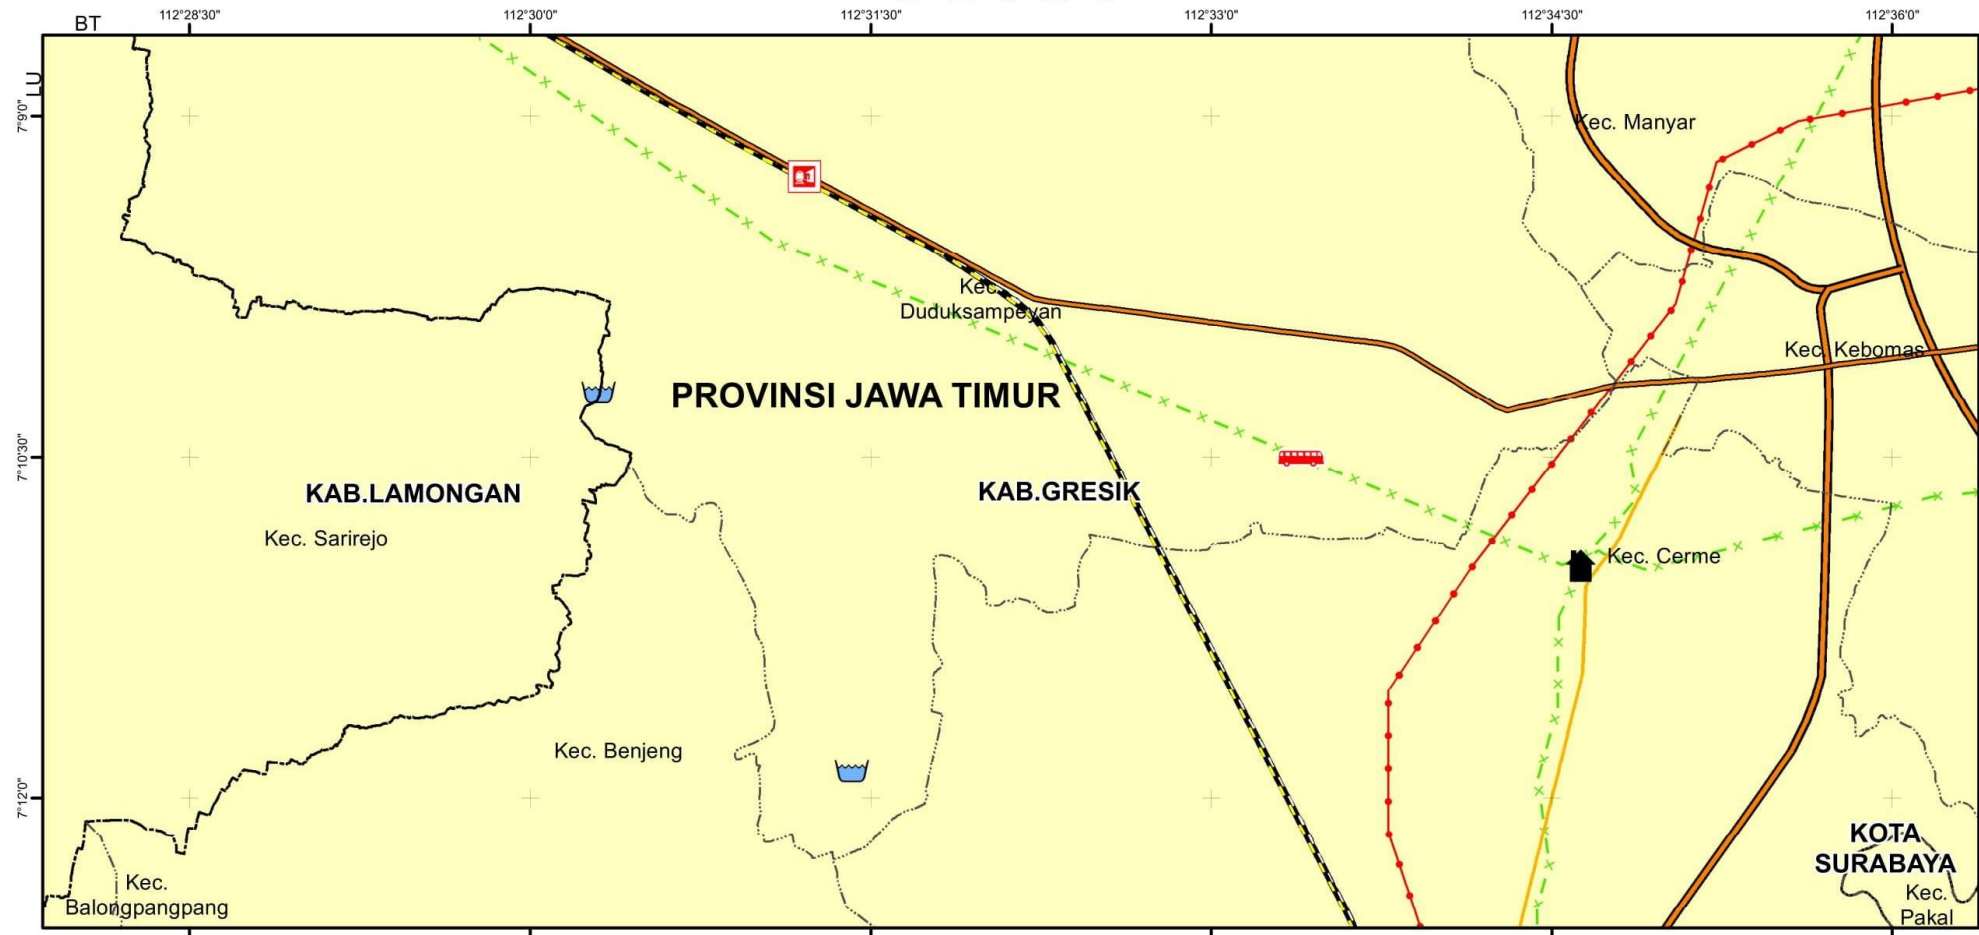 BT
112°28'30"
112°30'0"
112°31'30"
112°33'0"
112°34'30"
112°36'0"
LU
7°9'0"
Kec. Manyar
Kec.
Duduksampeyan
Kec. Kebomas
PROVINSI JAWA TIMUR
7°10'30"
KAB.LAMONGAN
KAB.GRESIK
Kec. Sarirejo
Kec. Cerme
Kec. Benjeng
7°12'0"
KOTA
SURABAYA
Kec.
Balongpangpang
Kec.
Pakal